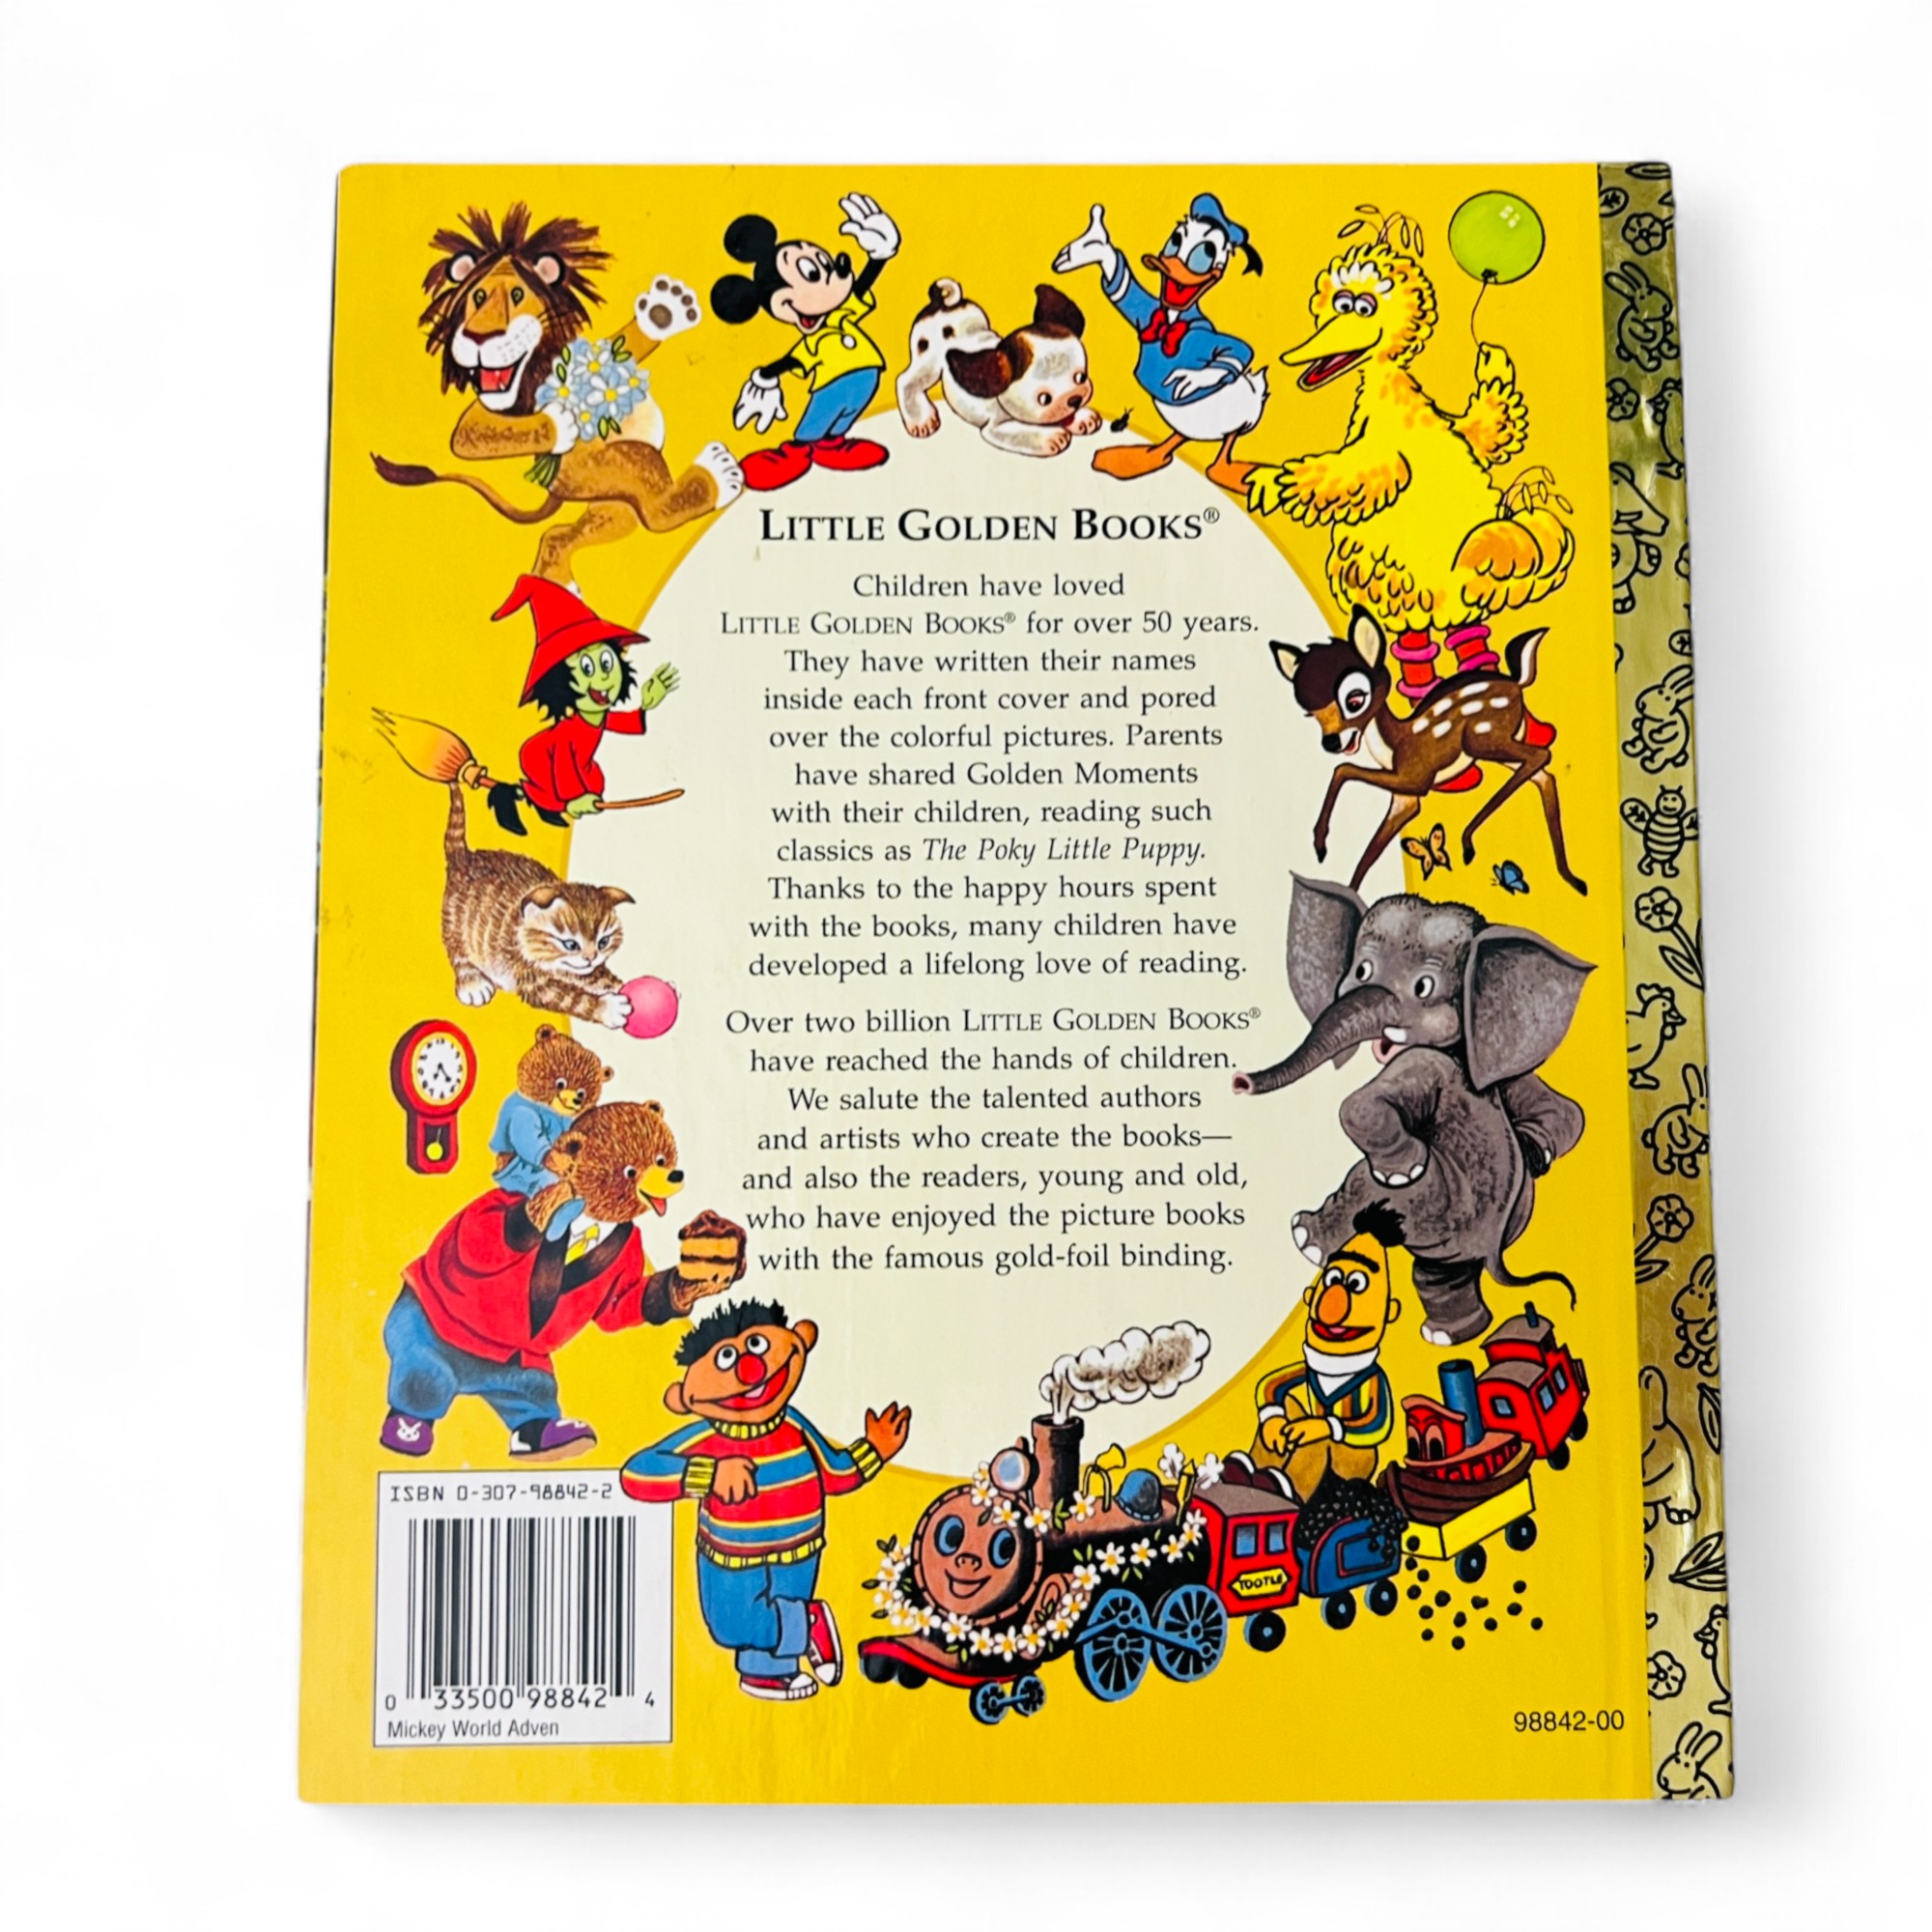 LITTLE GOLDEN BOOKS®
Children have loved
LITTLE GOLDEN BOOKS® for over 50 years.
They have written their names
inside each front cover and pored
over the colorful pictures. Parents
have shared Golden Moments
with their children, reading such
classics as The Poky Little Puppy.
Thanks to the happy hours spent
with the books, many children have
developed a lifelong love of reading.
Over two billion LITTLE GOLDEN BOOKS®
have reached the hands of children.
We salute the talented authors
and artists who create the books—
and also the readers, young and old,
who have enjoyed the picture books
with the famous gold-foil binding.
ISBN 0-307-98842-2
0 33500 98842 4
Mickey World Adven
TOOTLE
98842-00